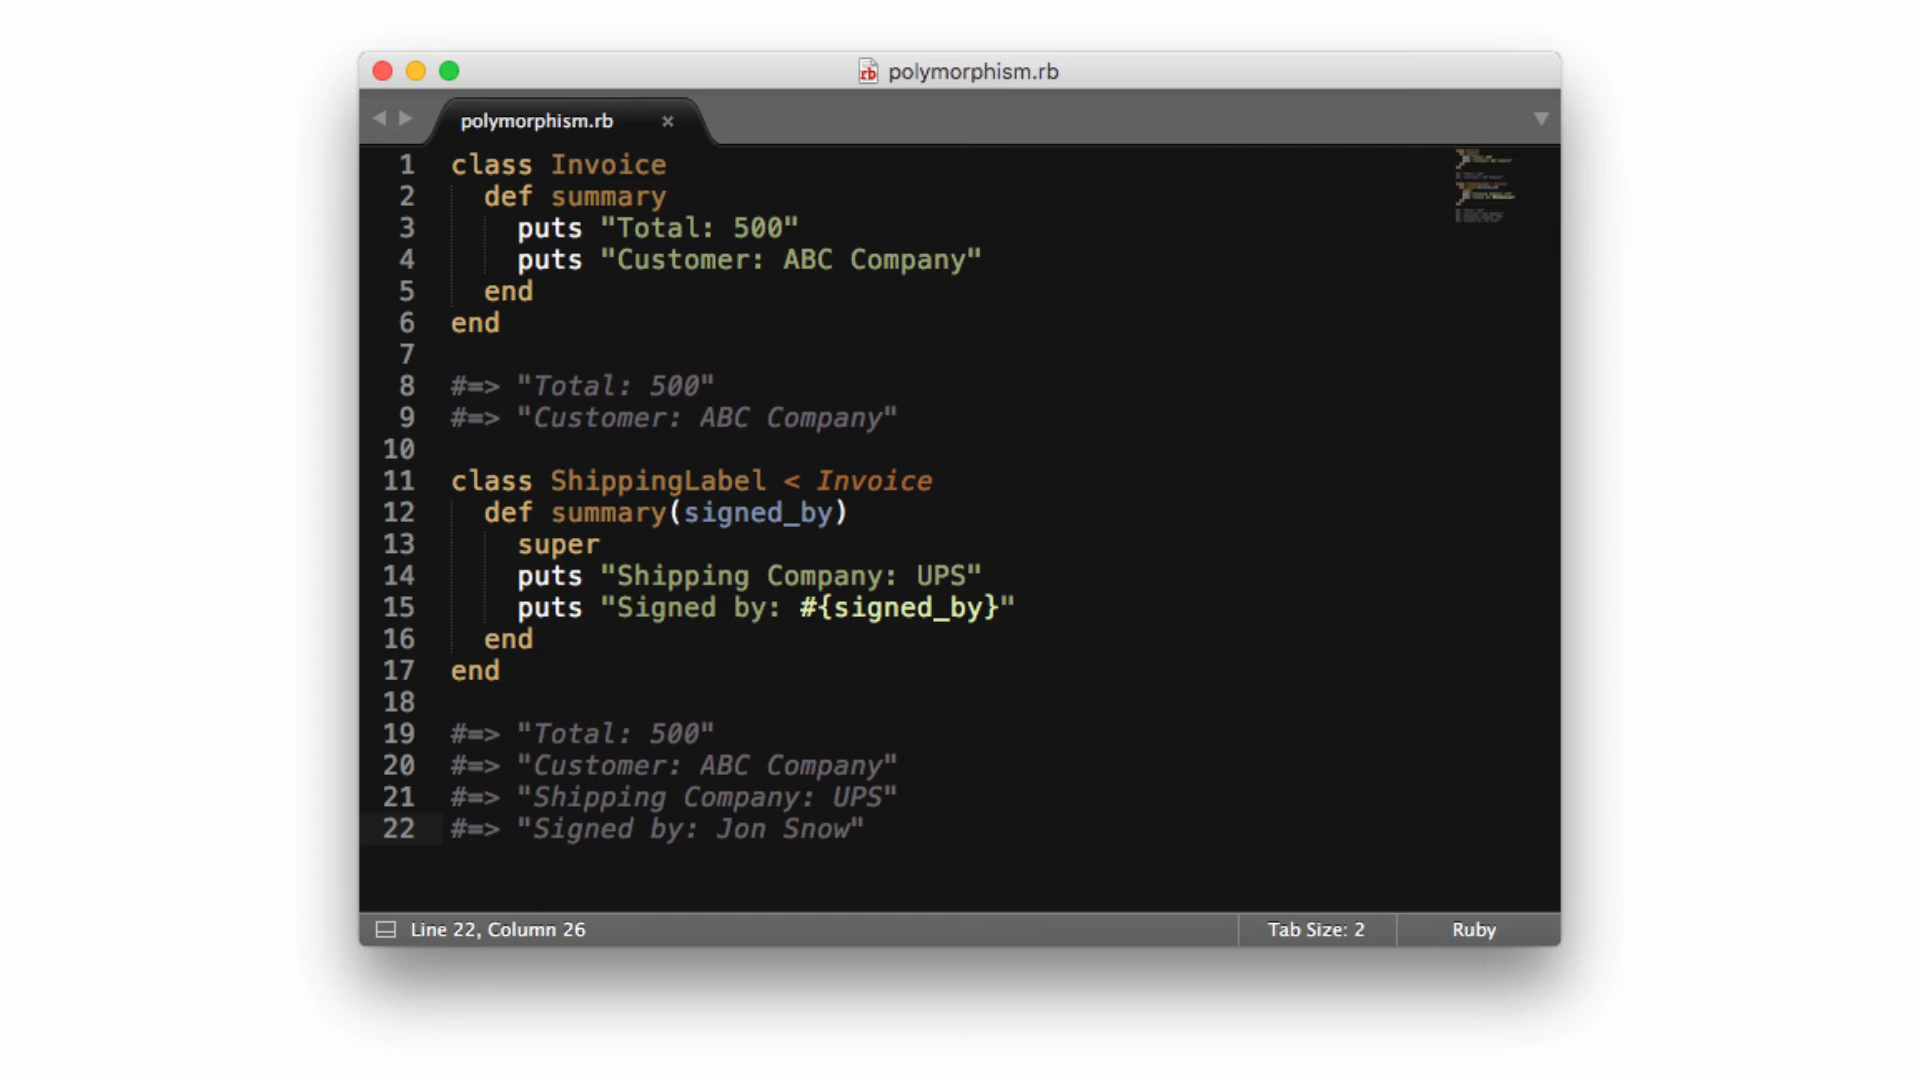 polymorphism.rb
polymorphism.rb ×
1 class Invoice
2   def summary
3     puts "Total: 500"
4     puts "Customer: ABC Company"
5   end
6 end
7
8 #=> "Total: 500"
9 #=> "Customer: ABC Company"
10
11 class ShippingLabel < Invoice
12   def summary(signed_by)
13     super
14     puts "Shipping Company: UPS"
15     puts "Signed by: #{signed_by}"
16   end
17 end
18
19 #=> "Total: 500"
20 #=> "Customer: ABC Company"
21 #=> "Shipping Company: UPS"
22 #=> "Signed by: Jon Snow"
Line 22, Column 26 Tab Size: 2 Ruby